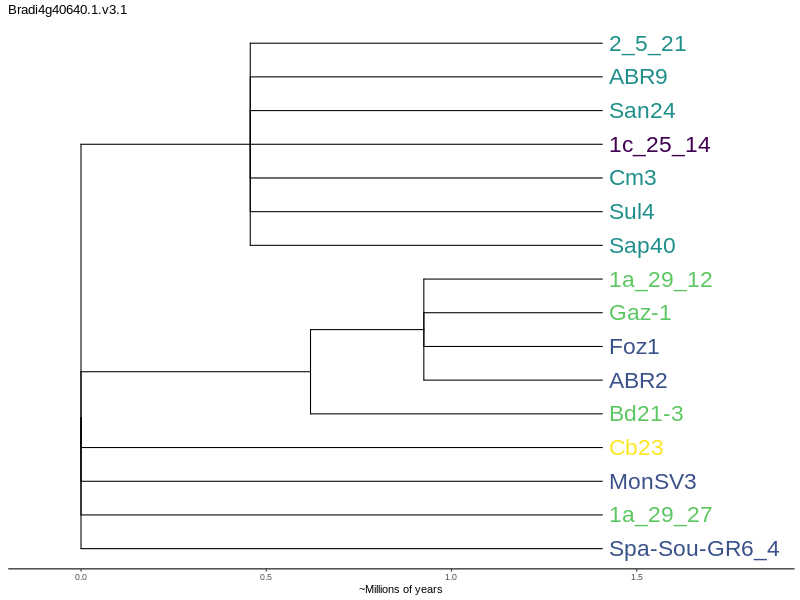 Bradi4g40640.1.v3.1
2_5_21
ABR9
San24
1c_25_14
Cm3
Sul4
Sap40
1a_29_12
Gaz-1
Foz1
ABR2
Bd21-3
Cb23
MonSV3
1a_29_27
Spa-Sou-GR6_4
0.0 0.5 1.0 1.5
~Millions of years